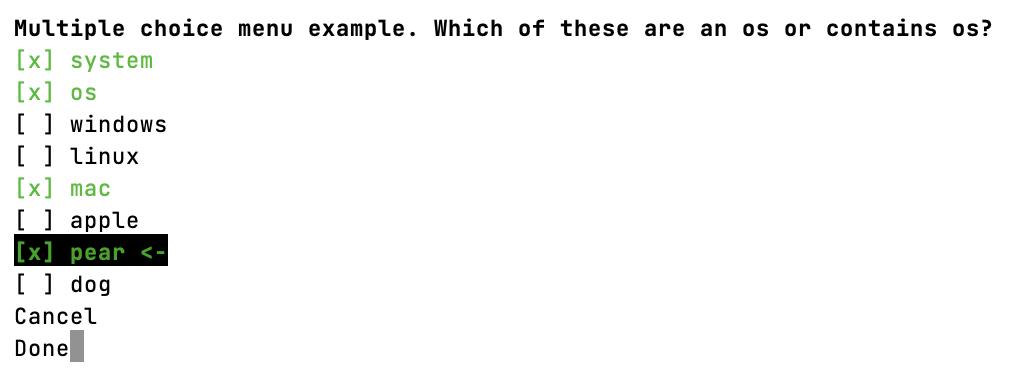 Multiple choice menu example. Which of these are an os or contains os?
[x] system
[x] os
[ ] windows
[ ] linux
[x] mac
[ ] apple
[x] pear <-
[ ] dog
Cancel
Done